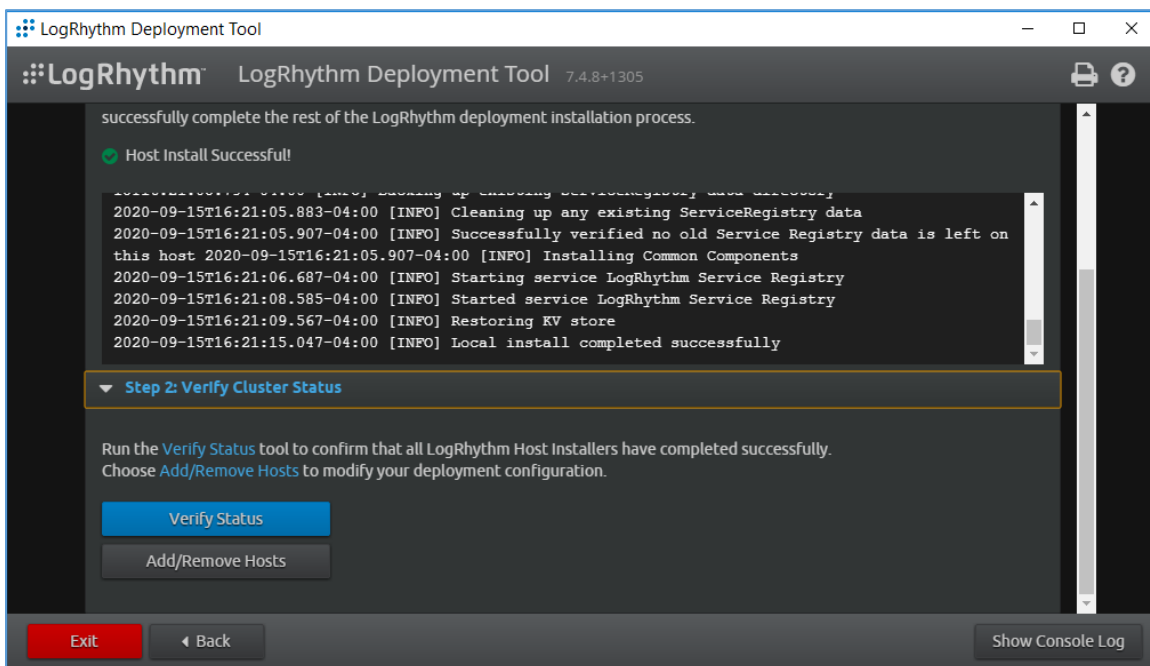 LogRhythm Deployment Tool
LogRhythm LogRhythm Deployment Tool 7.4.8+1305
successfully complete the rest of the LogRhythm deployment installation process.
Host Install Successful!
[INFO] Backing up existing ServiceRegistry data directory
2020-09-15T16:21:05.883-04:00 [INFO] Cleaning up any existing ServiceRegistry data
2020-09-15T16:21:05.907-04:00 [INFO] Successfully verified no old Service Registry data is left on
this host 2020-09-15T16:21:05.907-04:00 [INFO] Installing Common Components
2020-09-15T16:21:06.687-04:00 [INFO] Starting service LogRhythm Service Registry
2020-09-15T16:21:08.585-04:00 [INFO] Started service LogRhythm Service Registry
2020-09-15T16:21:09.567-04:00 [INFO] Restoring KV store
2020-09-15T16:21:15.047-04:00 [INFO] Local install completed successfully
Step 2: Verify Cluster Status
Run the Verify Status tool to confirm that all LogRhythm Host Installers have completed successfully.
Choose Add/Remove Hosts to modify your deployment configuration.
Verify Status
Add/Remove Hosts
Exit
Back
Show Console Log